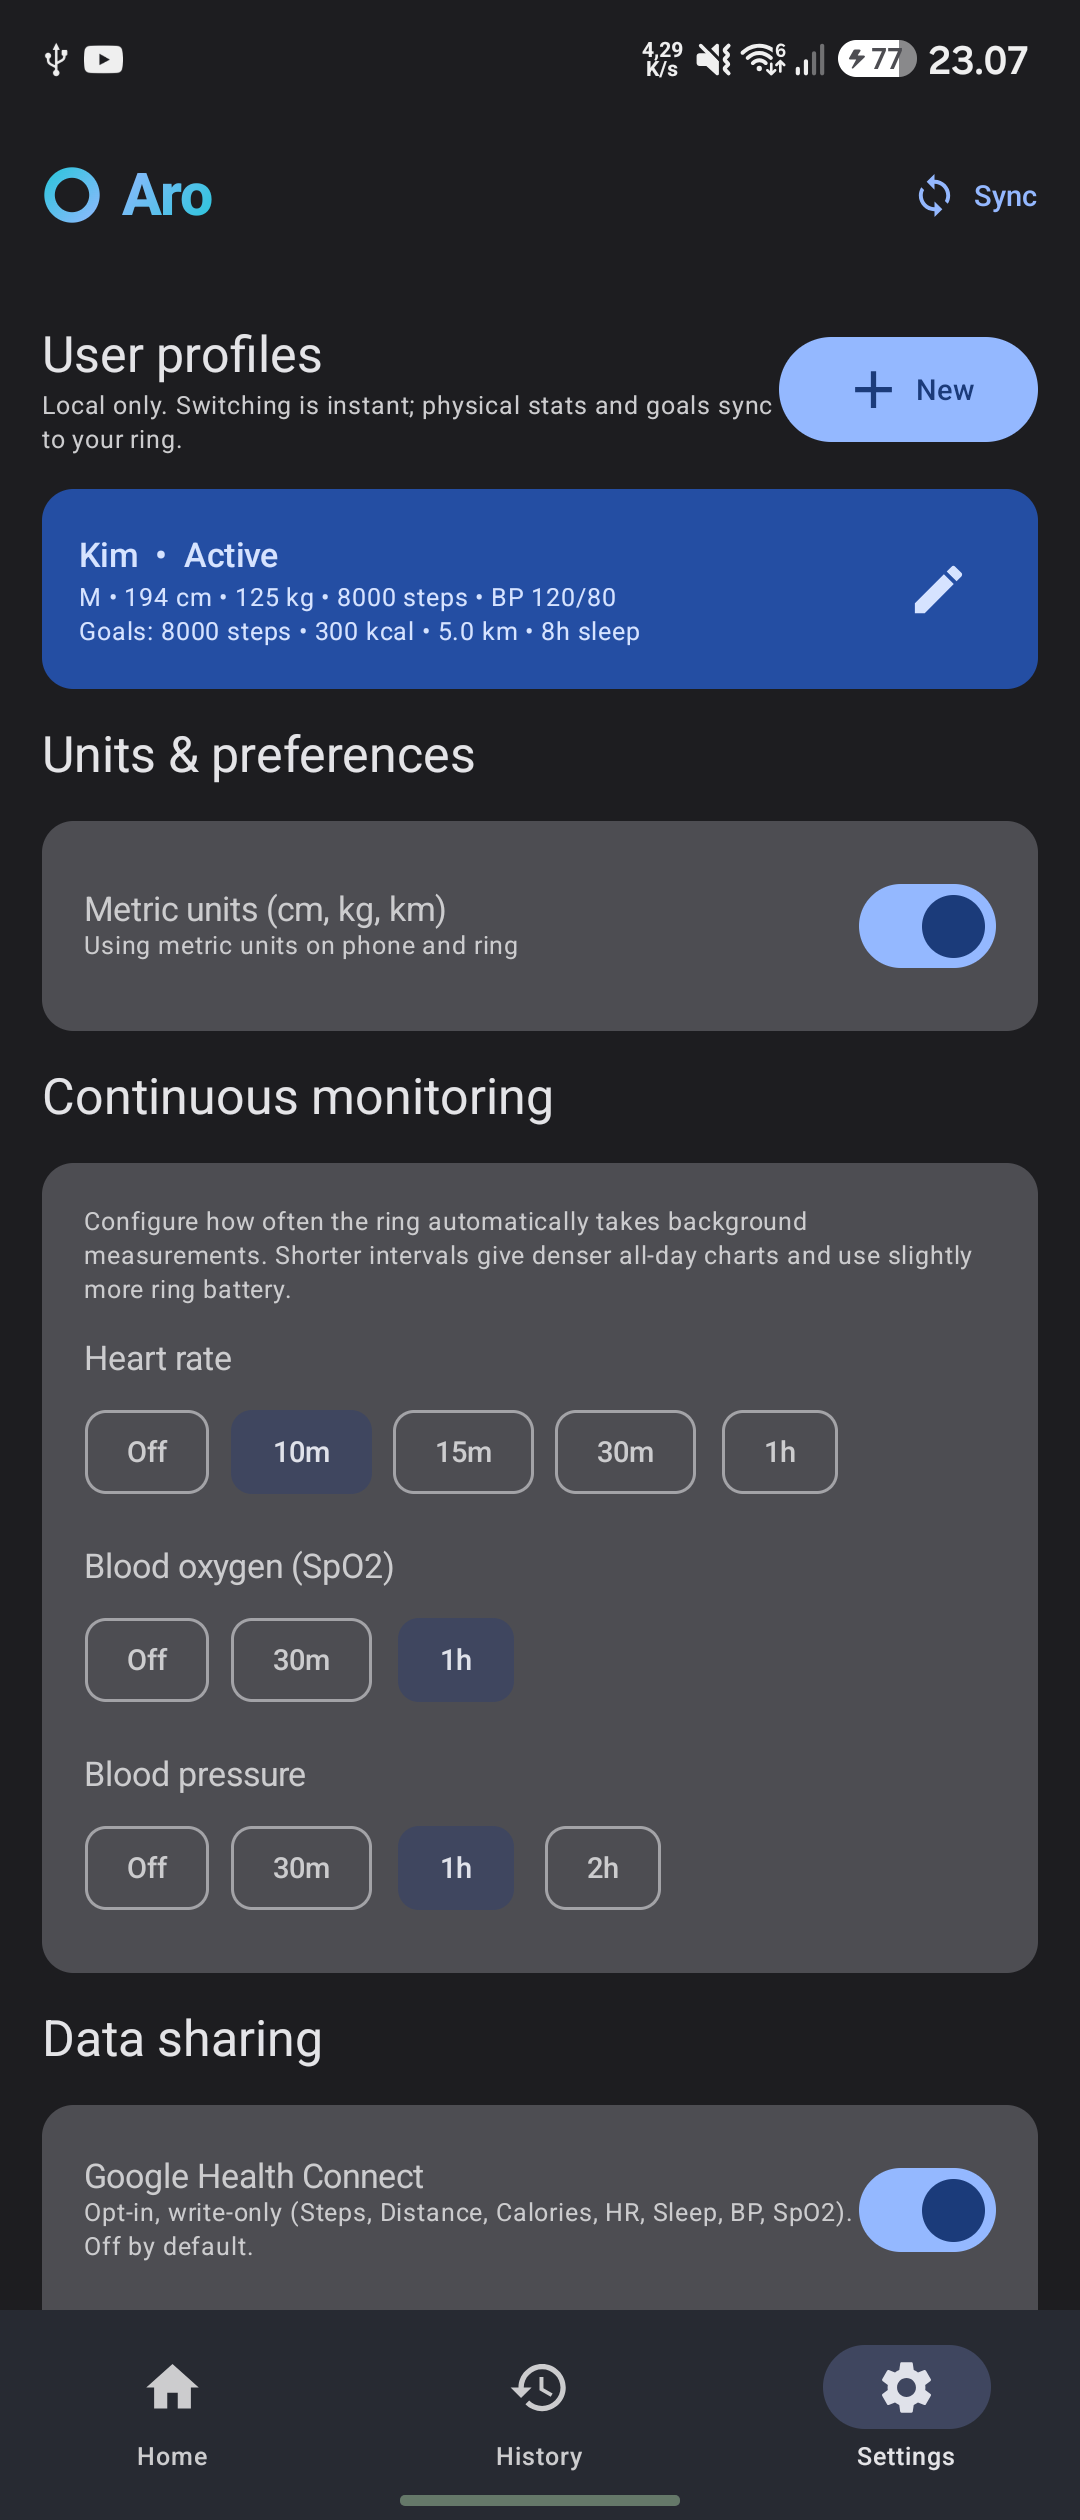 4,29
K/s
6
77
23.07
Aro
Sync
User profiles
Local only. Switching is instant; physical stats and goals sync
to your ring.
New
Kim • Active
M • 194 cm • 125 kg • 8000 steps • BP 120/80
Goals: 8000 steps • 300 kcal • 5.0 km • 8h sleep
Units & preferences
Metric units (cm, kg, km)
Using metric units on phone and ring
Continuous monitoring
Configure how often the ring automatically takes background
measurements. Shorter intervals give denser all-day charts and use slightly
more ring battery.
Heart rate
Off 10m 15m 30m 1h
Blood oxygen (SpO2)
Off 30m 1h
Blood pressure
Off 30m 1h 2h
Data sharing
Google Health Connect
Opt-in, write-only (Steps, Distance, Calories, HR, Sleep, BP, SpO2).
Off by default.
Home History Settings